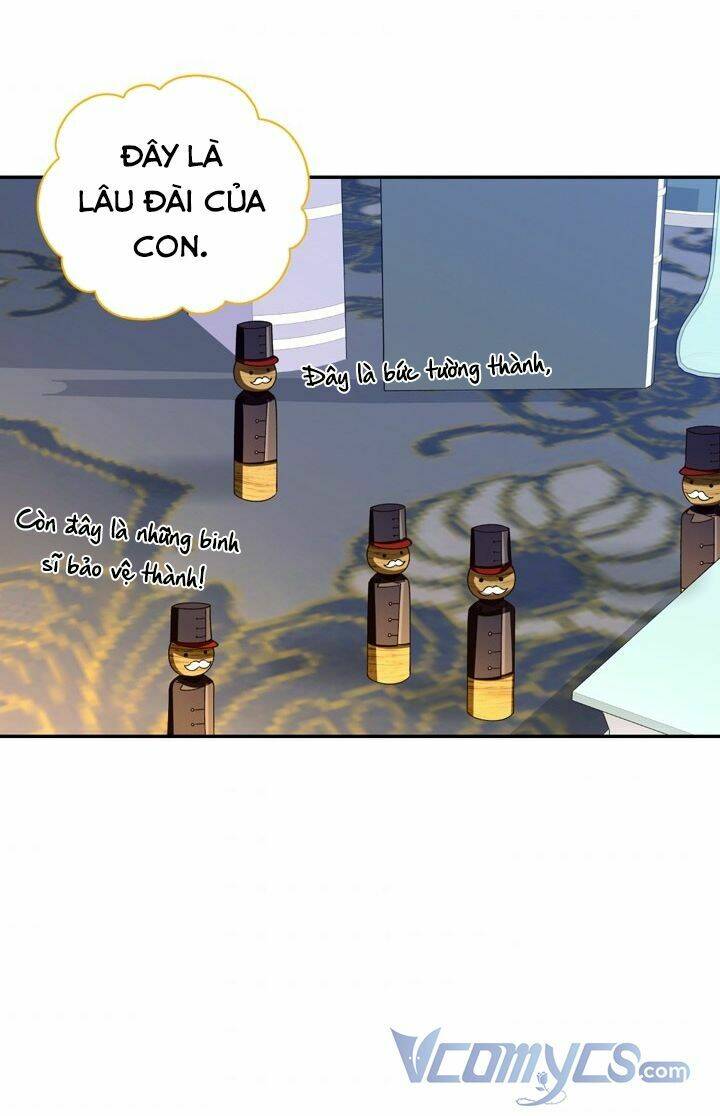 ĐÂY LÀ
LÂU ĐÀI CỦA
CON.
Đây là bức tường thành,
Còn đây là những binh
sĩ bảo vệ thành!
VCOMYCS.com